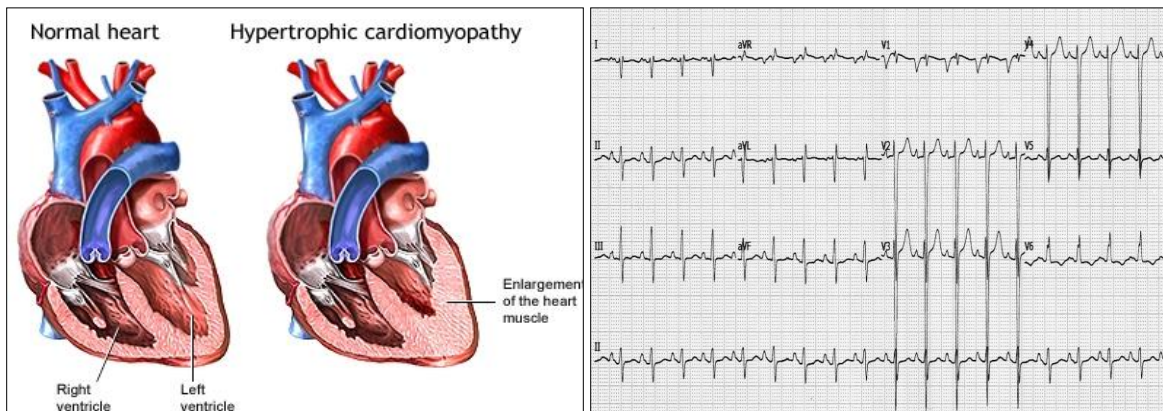 Normal heart
Hypertrophic cardiomyopathy
Enlargement
of the heart
muscle
Right
ventricle
Left
ventricle
I
aVR
V1
V4
II
aVL
V2
V5
III
aVF
V3
V6
II